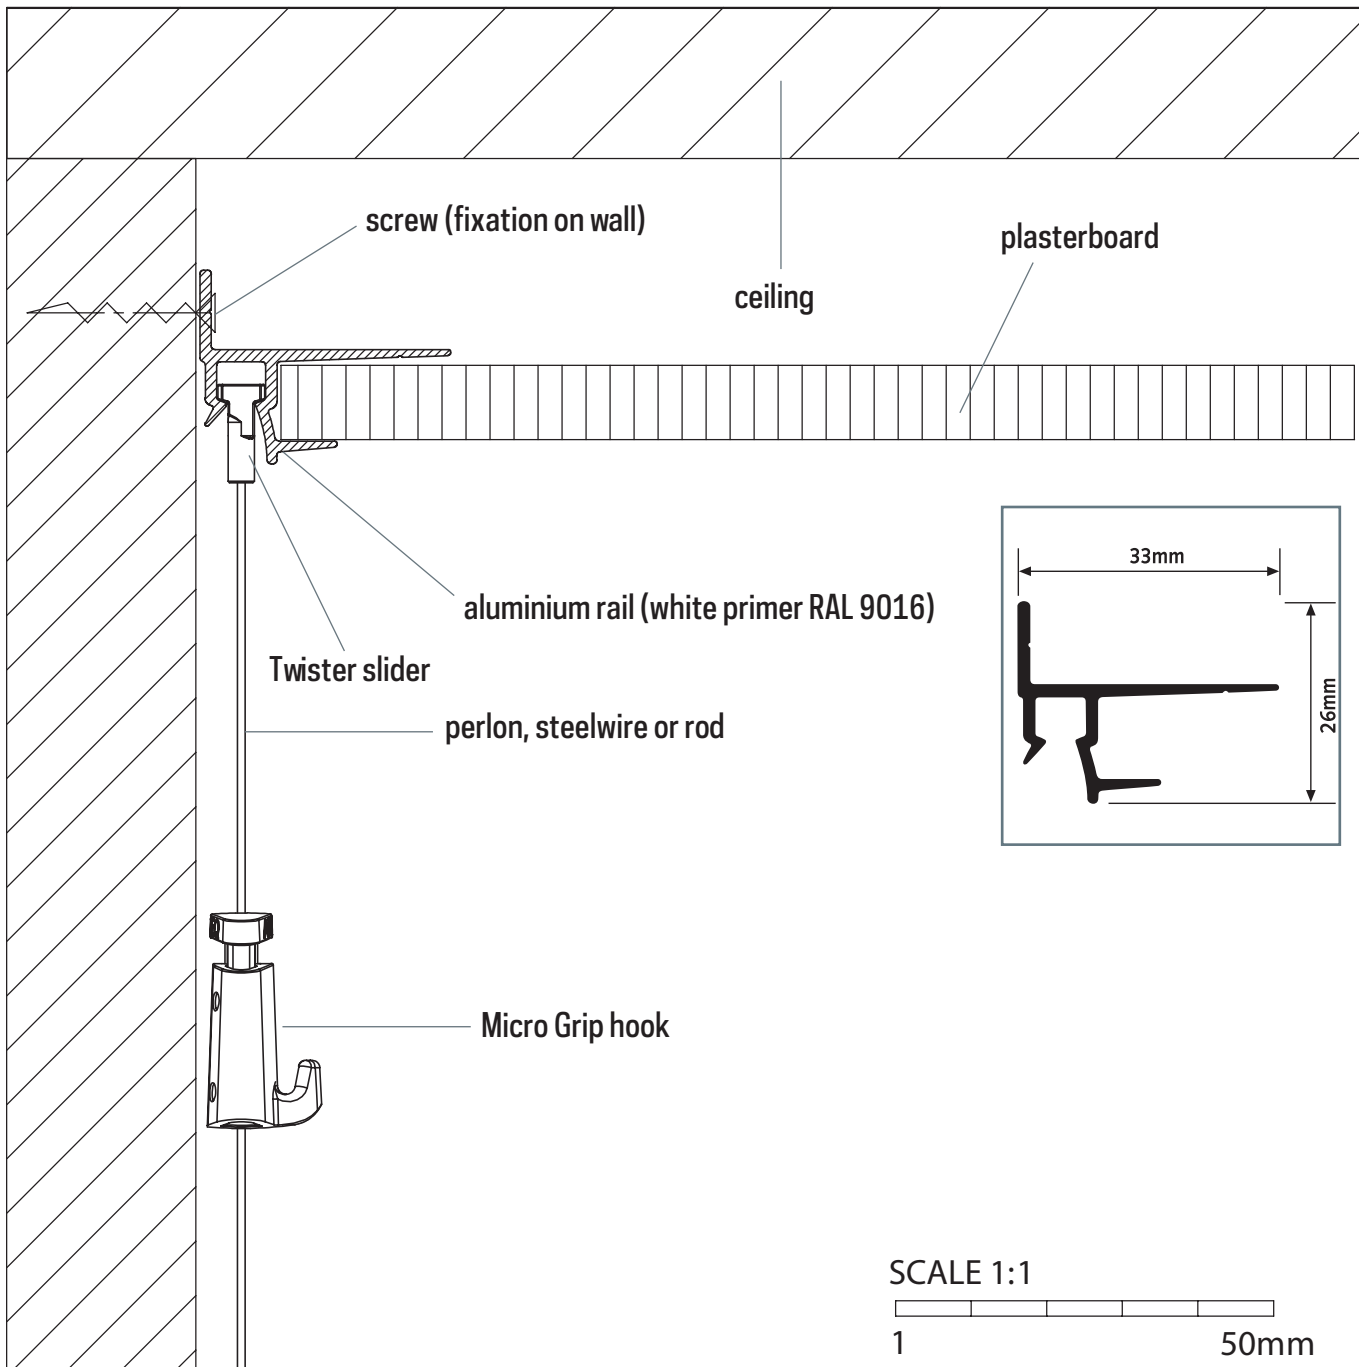 screw (fixation on wall)
plasterboard
ceiling
33mm
aluminium rail (white primer RAL 9016)
Twister slider
26mm
perlon, steelwire or rod
Micro Grip hook
SCALE 1:1
1 50mm